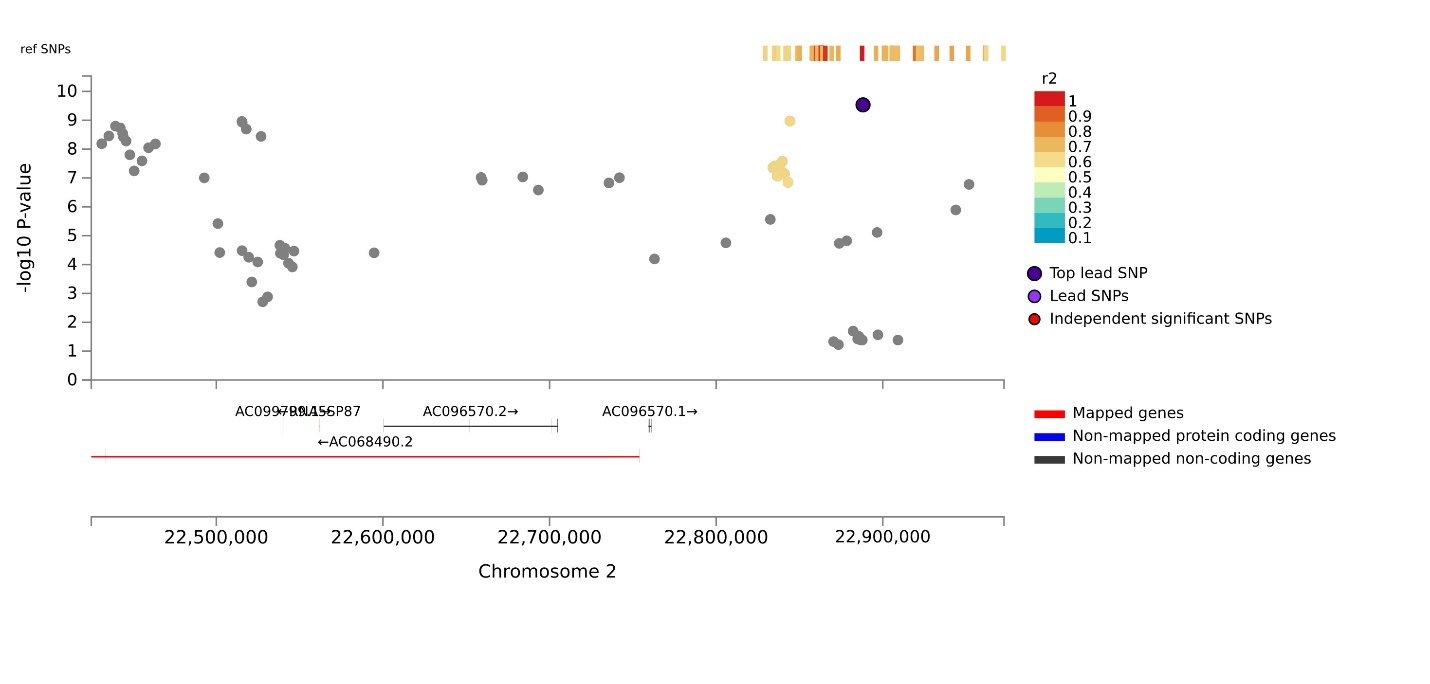 ref SNPs
r2
1
0.9
0.8
0.7
0.6
0.5
0.4
0.3
0.2
0.1
10
9
8
7
6
5
4
3
2
1
0
-log10 P-value
Top lead SNP
Lead SNPs
Independent significant SNPs
AC096570.2→
AC096570.1→
←AC068490.2
Mapped genes
Non-mapped protein coding genes
Non-mapped non-coding genes
22,500,000 22,600,000 22,700,000 22,800,000 22,900,000
Chromosome 2